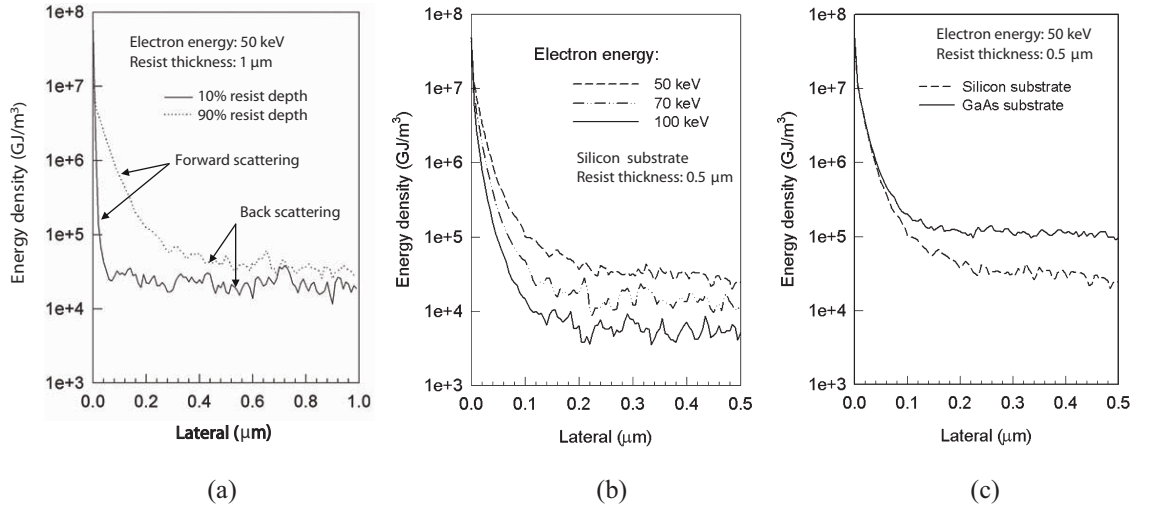 1e+8
1e+7
1e+6
1e+5
1e+4
1e+3
Energy density (GJ/m³)
Electron energy: 50 keV
Resist thickness: 1 μm
10% resist depth
90% resist depth
Forward scattering
Back scattering
0.0 0.2 0.4 0.6 0.8 1.0
Lateral (μm)
(a)
1e+8
1e+7
1e+6
1e+5
1e+4
1e+3
Energy density (GJ/m³)
Electron energy:
50 keV
70 keV
100 keV
Silicon substrate
Resist thickness: 0.5 μm
0.0 0.1 0.2 0.3 0.4 0.5
Lateral (μm)
(b)
1e+8
1e+7
1e+6
1e+5
1e+4
1e+3
Energy density (GJ/m³)
Electron energy: 50 keV
Resist thickness: 0.5 μm
Silicon substrate
GaAs substrate
0.0 0.1 0.2 0.3 0.4 0.5
Lateral (μm)
(c)